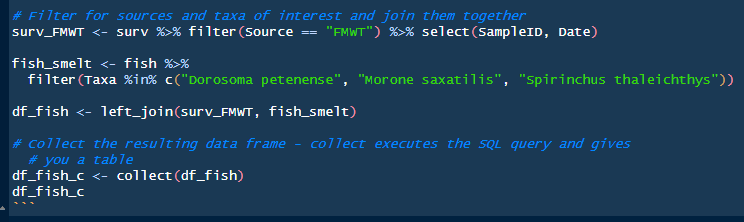 # Filter for sources and taxa of interest and join them together
surv_FMWT <- surv %>% filter(Source == "FMWT") %>% select(SampleID, Date)
fish_smelt <- fish %>%
filter(Taxa %in% c("Dorosoma petenense", "Morone saxatilis", "Spirinchus thaleichthys"))
df_fish <- left_join(surv_FMWT, fish_smelt)
# Collect the resulting data frame - collect executes the SQL query and gives
# you a table
df_fish_c <- collect(df_fish)
df_fish_c
```